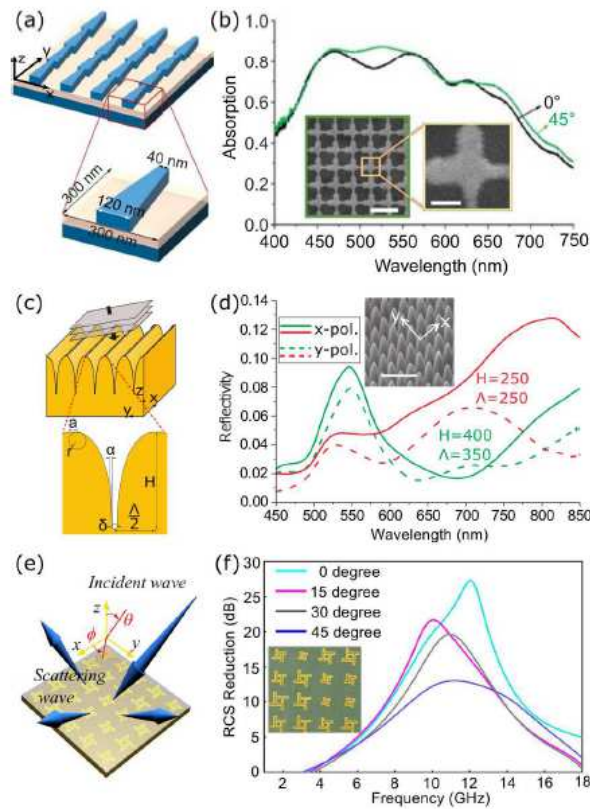 (a)
z
y
x
40 nm
300 nm
120 nm
300 nm
(b)
Absorption
1.0
0.8
0.6
0.4
0.2
0.0
0°
45°
400 450 500 550 600 650 700 750
Wavelength (nm)
(c)
z
x
y
a
r
α
H
δ
Λ/2
(d)
Reflectivity
0.14
0.12
0.10
0.08
0.06
0.04
0.02
0.00
x-pol.
y-pol.
y
x
H=250
Λ=250
H=400
Λ=350
450 500 550 600 650 700 750 800 850
Wavelength (nm)
(e)
Incident wave
z
θ
ϕ
x
y
Scattering
wave
(f)
RCS Reduction (dB)
30
25
20
15
10
5
0
0 degree
15 degree
30 degree
45 degree
2 4 6 8 10 12 14 16 18
Frequency (GHz)